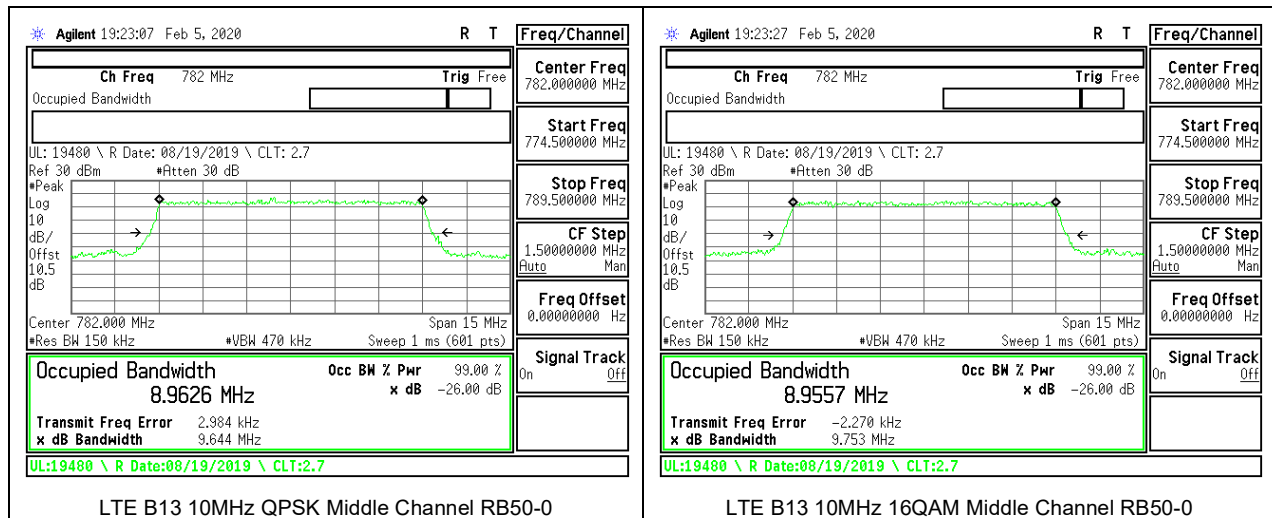 Agilent 19:23:07 Feb 5, 2020 R T
Freq/Channel
Ch Freq 782 MHz Trig Free
Occupied Bandwidth
Center Freq
782.000000 MHz
Start Freq
774.500000 MHz
UL: 19480 \ R Date: 08/19/2019 \ CLT: 2.7
Ref 30 dBm #Atten 30 dB
#Peak
Log
10
dB/
Offst
10.5
dB
Stop Freq
789.500000 MHz
CF Step
1.50000000 MHz
Auto Man
Freq Offset
0.00000000 Hz
Center 782.000 MHz Span 15 MHz
#Res BW 150 kHz #VBW 470 kHz Sweep 1 ms (601 pts)
Signal Track
On Off
Occupied Bandwidth Occ BW % Pwr 99.00 %
8.9626 MHz x dB -26.00 dB
Transmit Freq Error 2.984 kHz
x dB Bandwidth 9.644 MHz
UL:19480 \ R Date:08/19/2019 \ CLT:2.7
LTE B13 10MHz QPSK Middle Channel RB50-0
Agilent 19:23:27 Feb 5, 2020 R T
Freq/Channel
Ch Freq 782 MHz Trig Free
Occupied Bandwidth
Center Freq
782.000000 MHz
Start Freq
774.500000 MHz
UL: 19480 \ R Date: 08/19/2019 \ CLT: 2.7
Ref 30 dBm #Atten 30 dB
#Peak
Log
10
dB/
Offst
10.5
dB
Stop Freq
789.500000 MHz
CF Step
1.50000000 MHz
Auto Man
Freq Offset
0.00000000 Hz
Center 782.000 MHz Span 15 MHz
#Res BW 150 kHz #VBW 470 kHz Sweep 1 ms (601 pts)
Signal Track
On Off
Occupied Bandwidth Occ BW % Pwr 99.00 %
8.9557 MHz x dB -26.00 dB
Transmit Freq Error -2.270 kHz
x dB Bandwidth 9.753 MHz
UL:19480 \ R Date:08/19/2019 \ CLT:2.7
LTE B13 10MHz 16QAM Middle Channel RB50-0